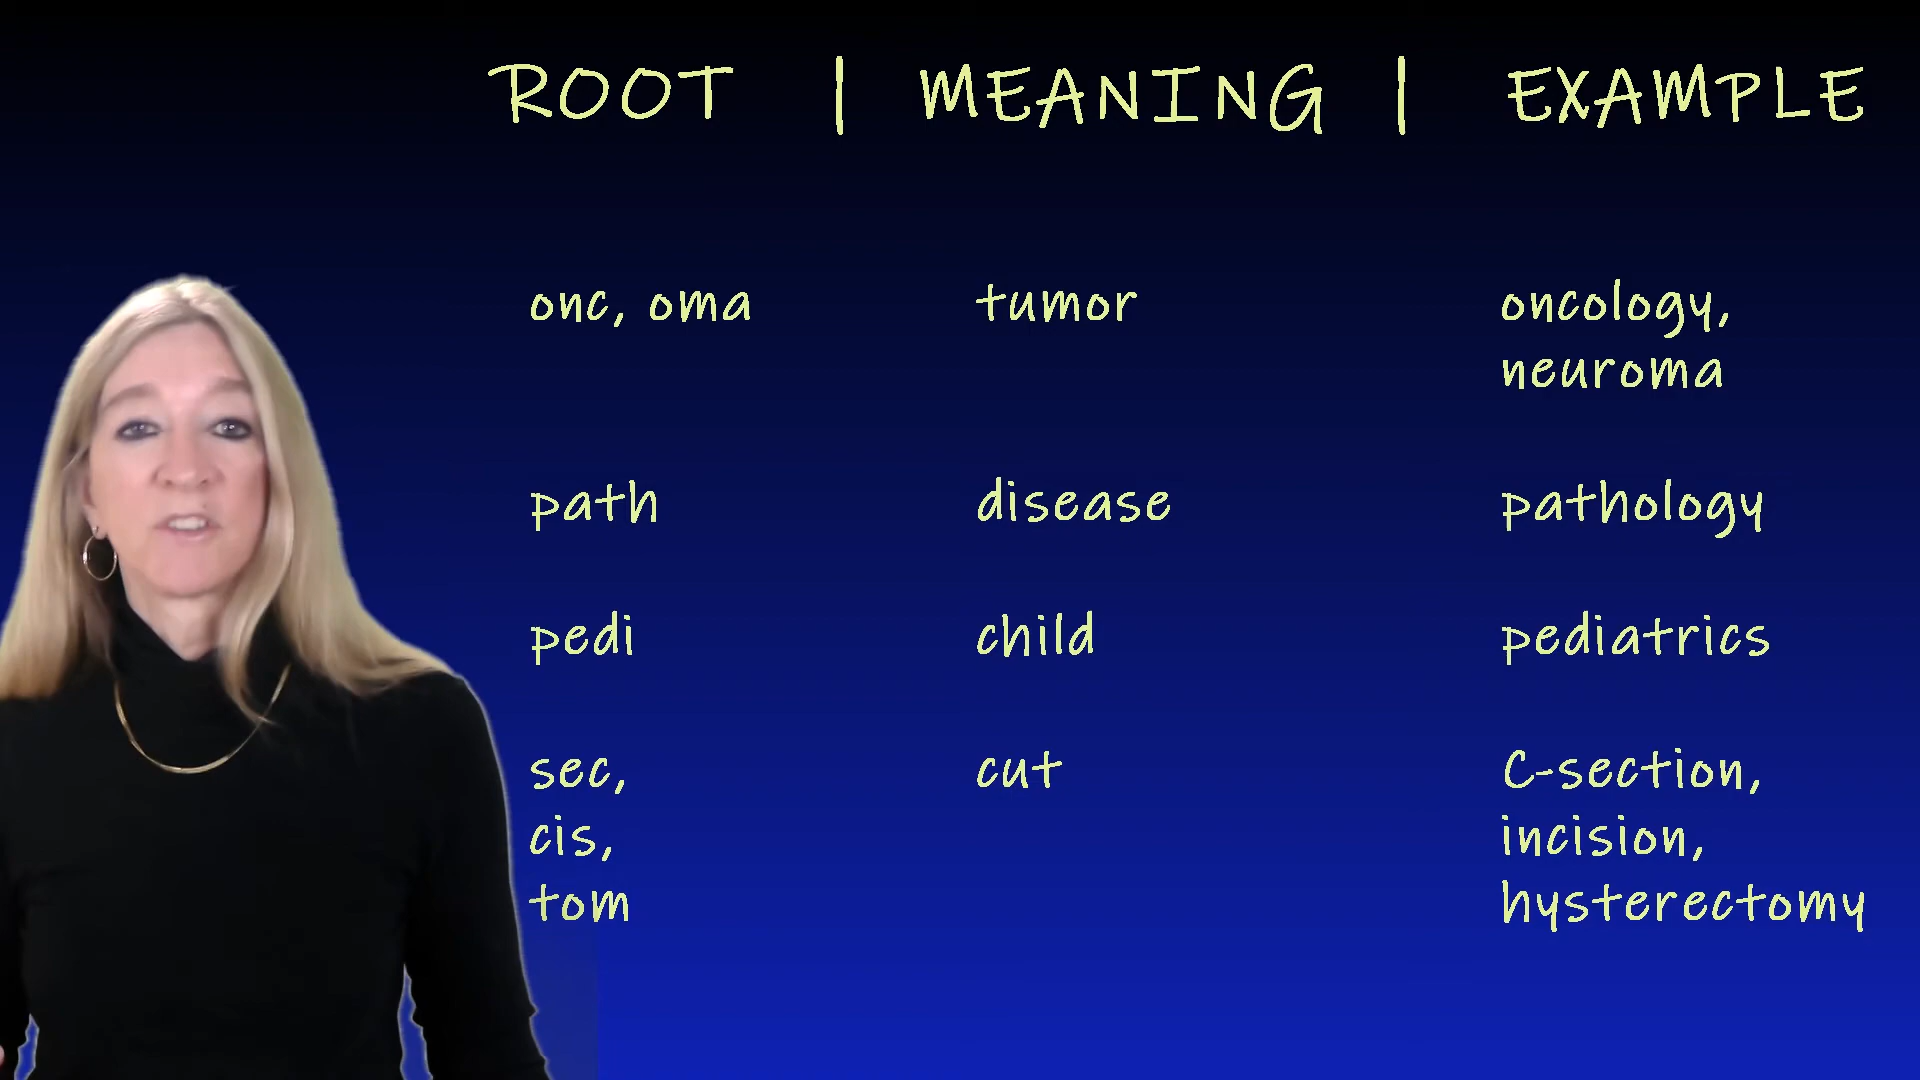 ROOT | MEANING | EXAMPLE
onc, oma tumor oncology,
neuroma
path disease pathology
pedi child pediatrics
sec, cut C-section,
cis, incision,
tom hysterectomy